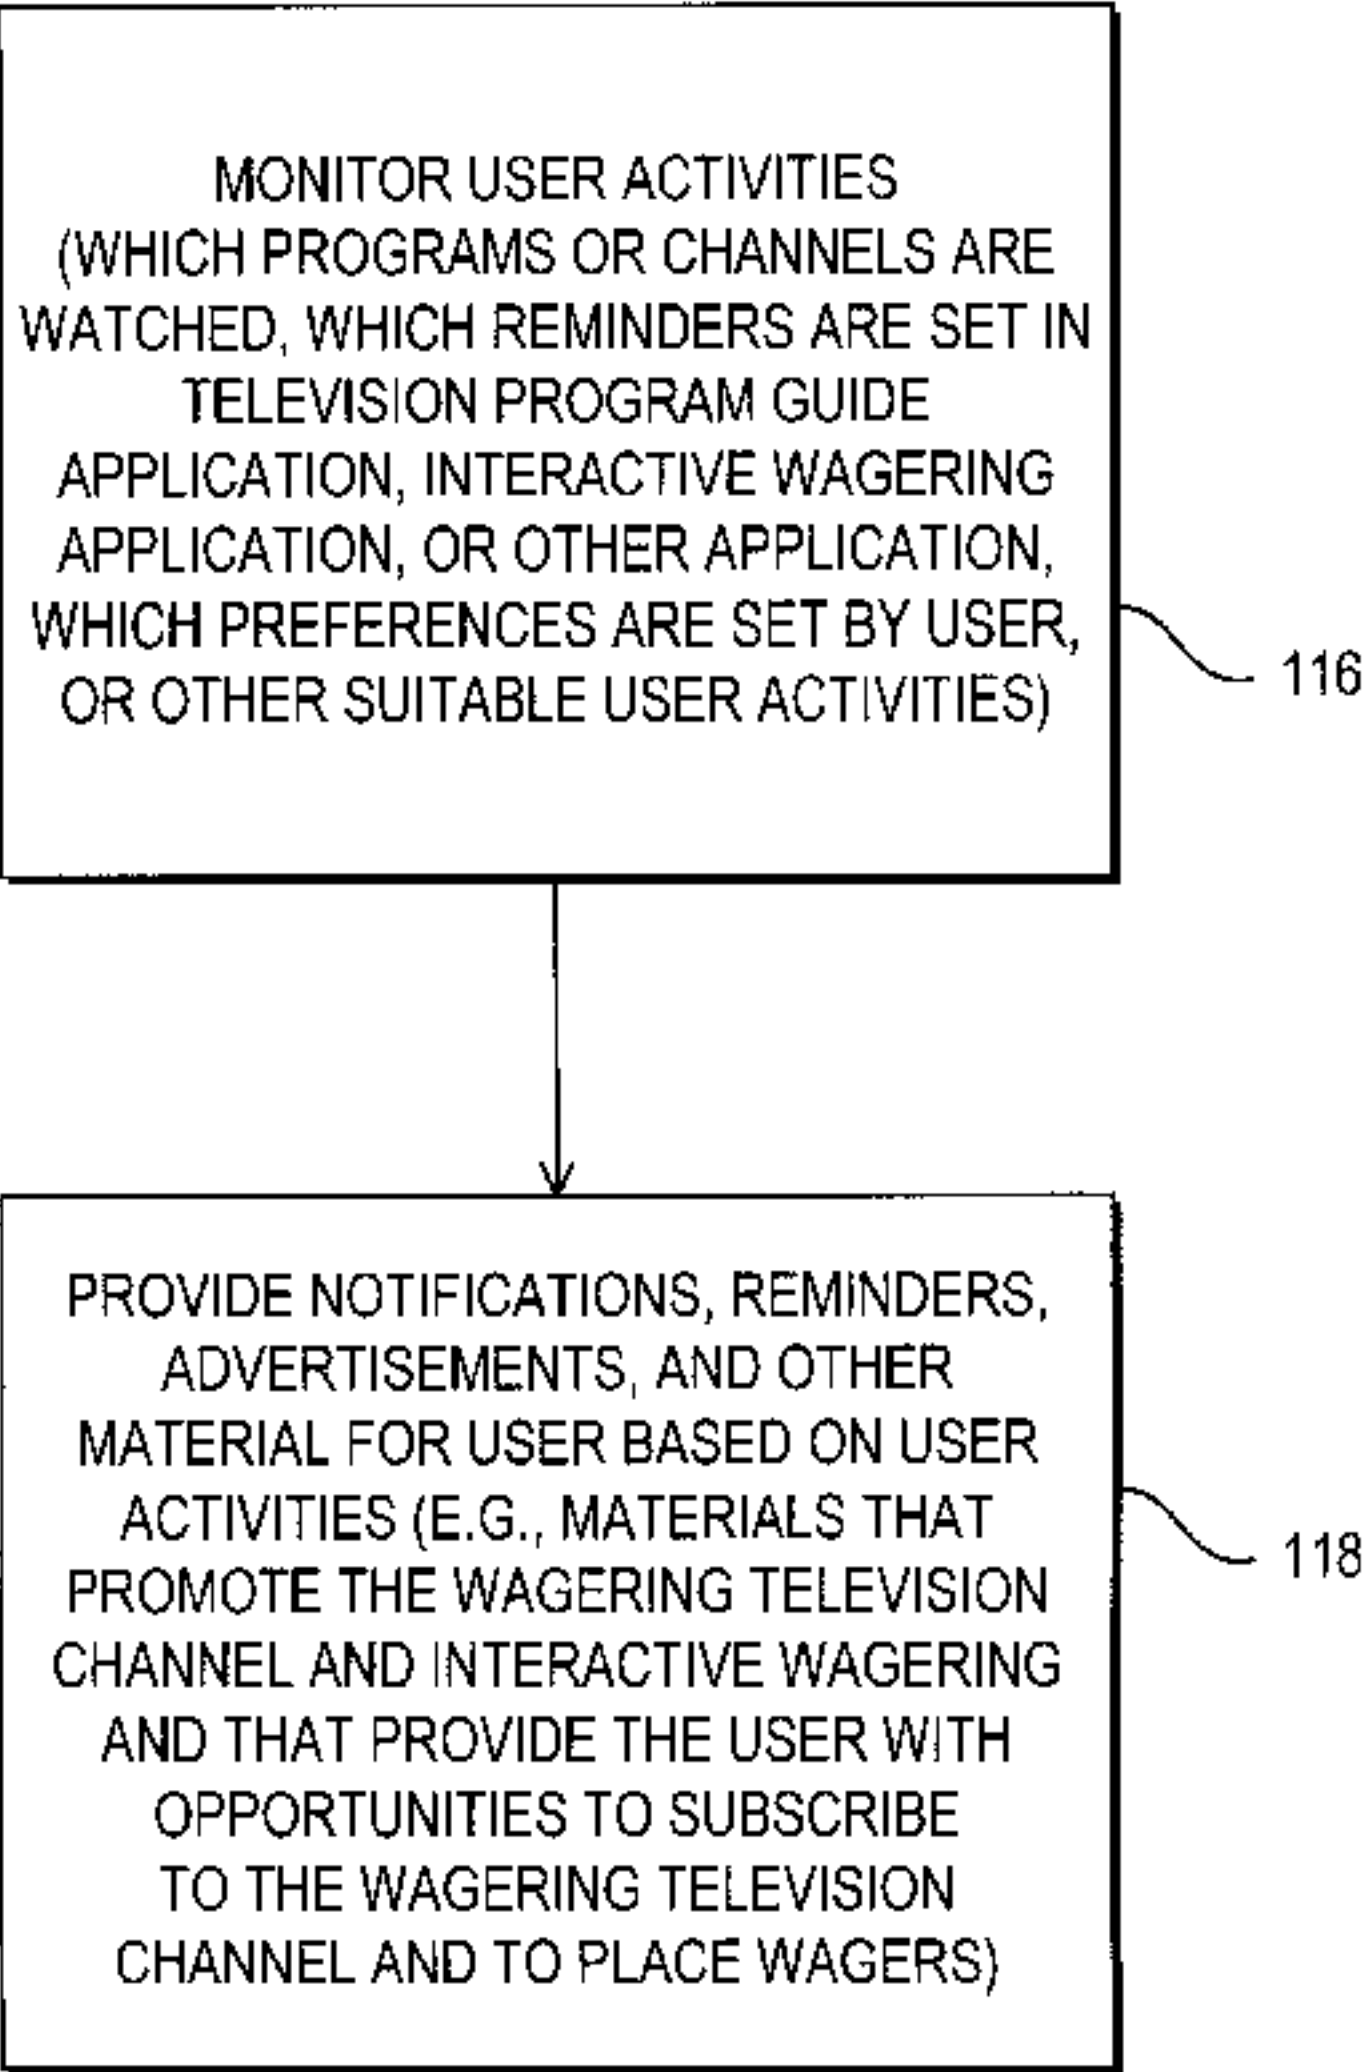 MONITOR USER ACTIVITIES
(WHICH PROGRAMS OR CHANNELS ARE
WATCHED, WHICH REMINDERS ARE SET IN
TELEVISION PROGRAM GUIDE
APPLICATION, INTERACTIVE WAGERING
APPLICATION, OR OTHER APPLICATION,
WHICH PREFERENCES ARE SET BY USER,
OR OTHER SUITABLE USER ACTIVITIES)
116
PROVIDE NOTIFICATIONS, REMINDERS,
ADVERTISEMENTS, AND OTHER
MATERIAL FOR USER BASED ON USER
ACTIVITIES (E.G., MATERIALS THAT
PROMOTE THE WAGERING TELEVISION
CHANNEL AND INTERACTIVE WAGERING
AND THAT PROVIDE THE USER WITH
OPPORTUNITIES TO SUBSCRIBE
TO THE WAGERING TELEVISION
CHANNEL AND TO PLACE WAGERS)
118